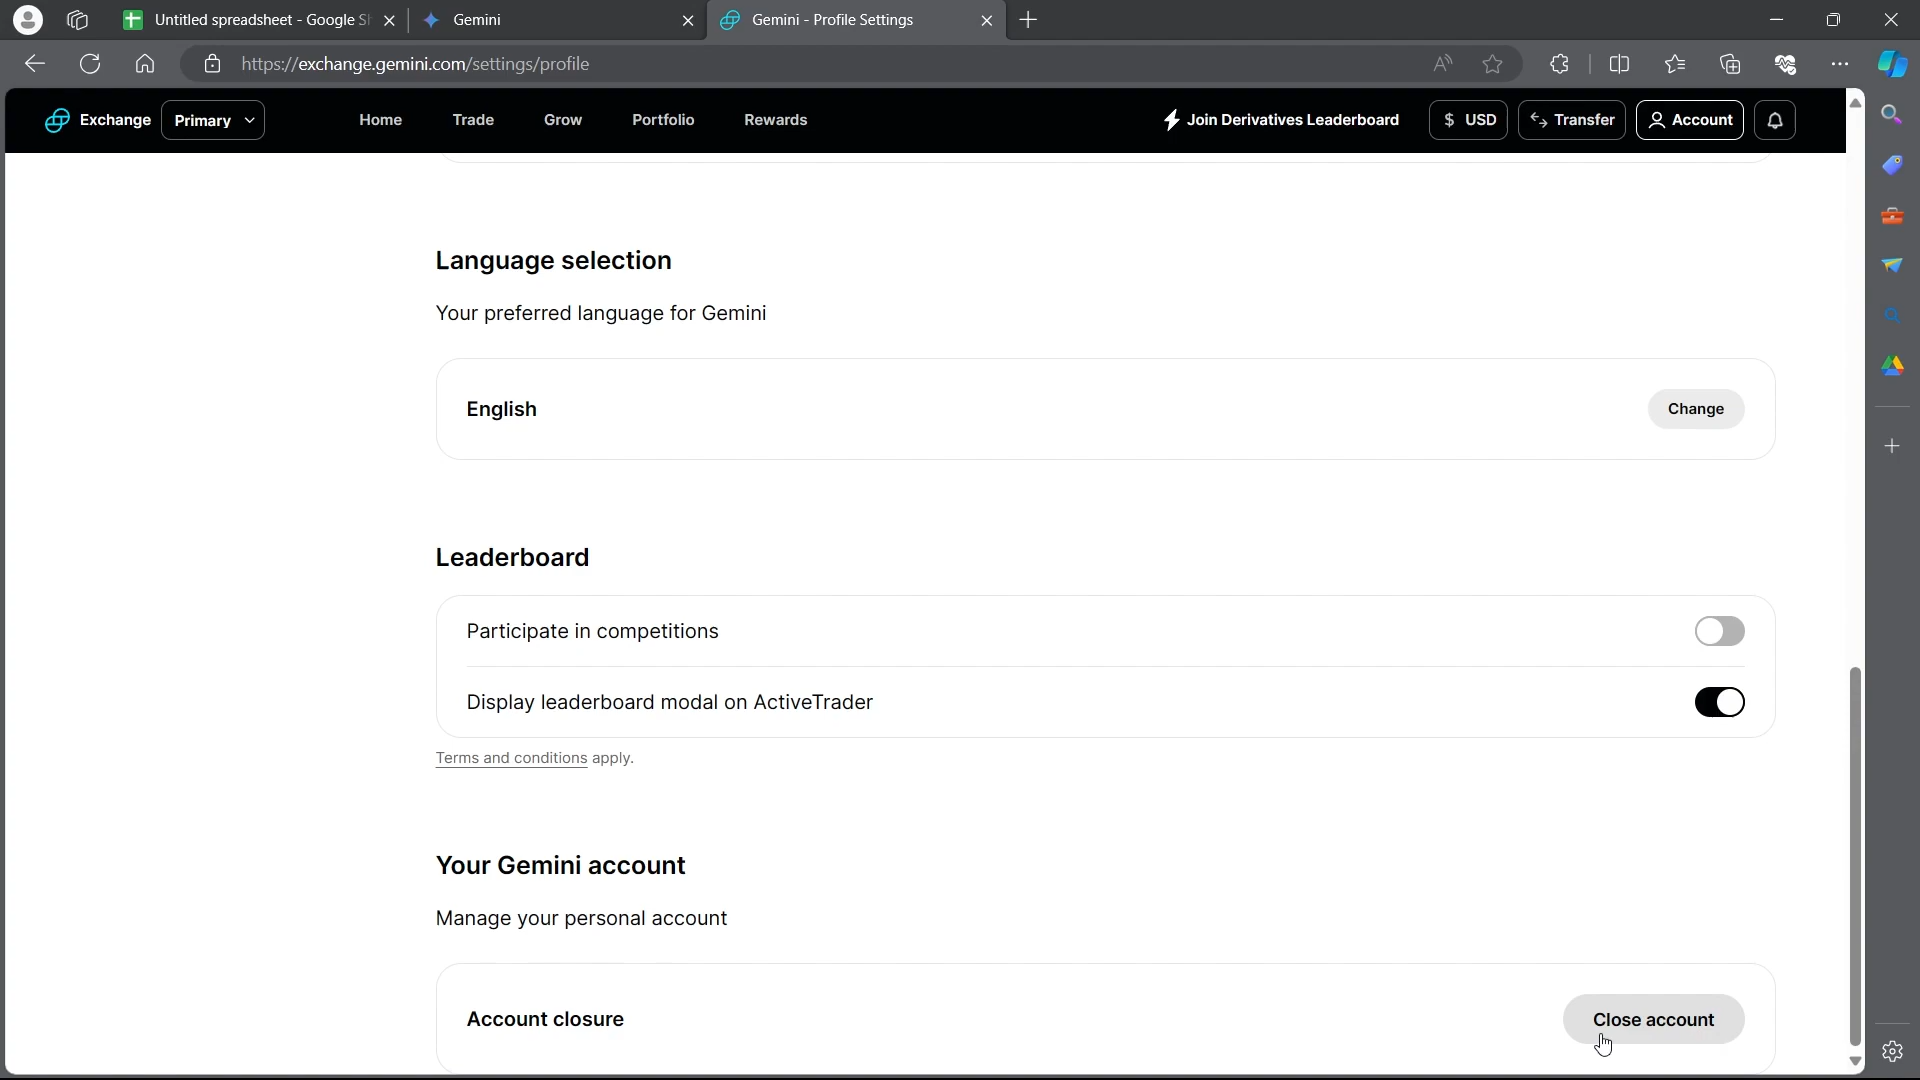 Untitled spreadsheet - Google Sh
Gemini
Gemini - Profile Settings
https://exchange.gemini.com/settings/profile
Exchange
Primary
Home
Trade
Grow
Portfolio
Rewards
Join Derivatives Leaderboard
$ USD
Transfer
Account
Language selection
Your preferred language for Gemini
English
Change
Leaderboard
Participate in competitions
Display leaderboard modal on ActiveTrader
Terms and conditions apply.
Your Gemini account
Manage your personal account
Account closure
Close account